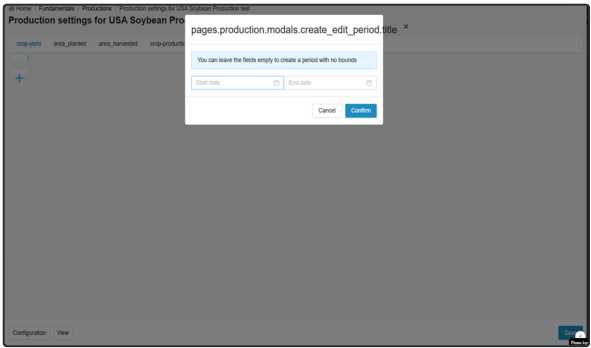 Home / Fundamentals / Productions / Production settings for USA Soybean Production test
Production settings for USA Soybean Pro
pages.production.modals.create_edit_period.title
crop-yield area_planted area_harvested crop-productic
You can leave the fields empty to create a period with no bounds
Start date End date
Cancel Confirm
Configuration View
Save